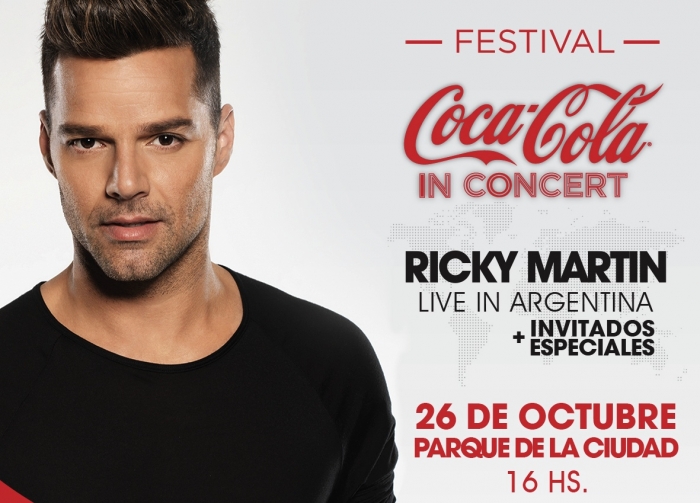 — FESTIVAL —
Coca-Cola
IN CONCERT
RICKY MARTIN
LIVE IN ARGENTINA
+ INVITADOS
ESPECIALES
26 DE OCTUBRE
PARQUE DE LA CIUDAD
16 HS.